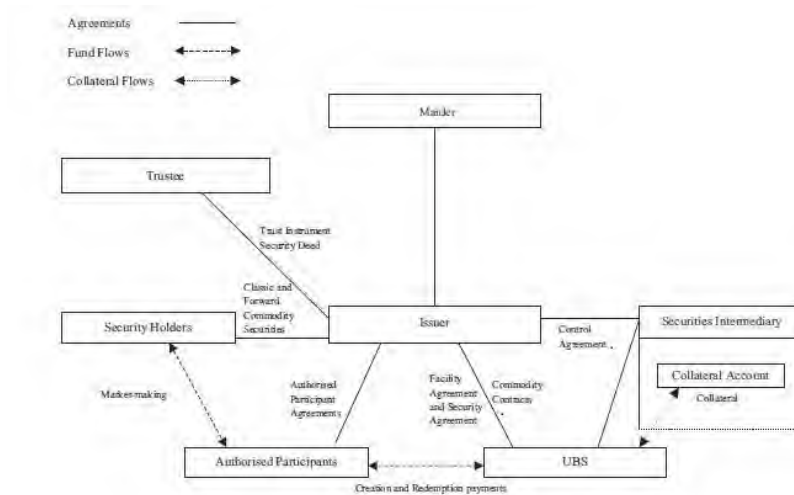 Agreements
Fund Flows
Collateral Flows
Manler
Trustee
Trust Instrument
Security Deed
Classic and
Forward
Commodity
Securities
Security Holders
Issuer
Securities Intermediary
Control
Agreement
Collateral Account
Collateral
Market-making
Authorised
Participant
Agreements
Facility
Agreement
and Security
Agreement
Commodity
Contracts
Authorised Participants
UBS
Creation and Redemption payments